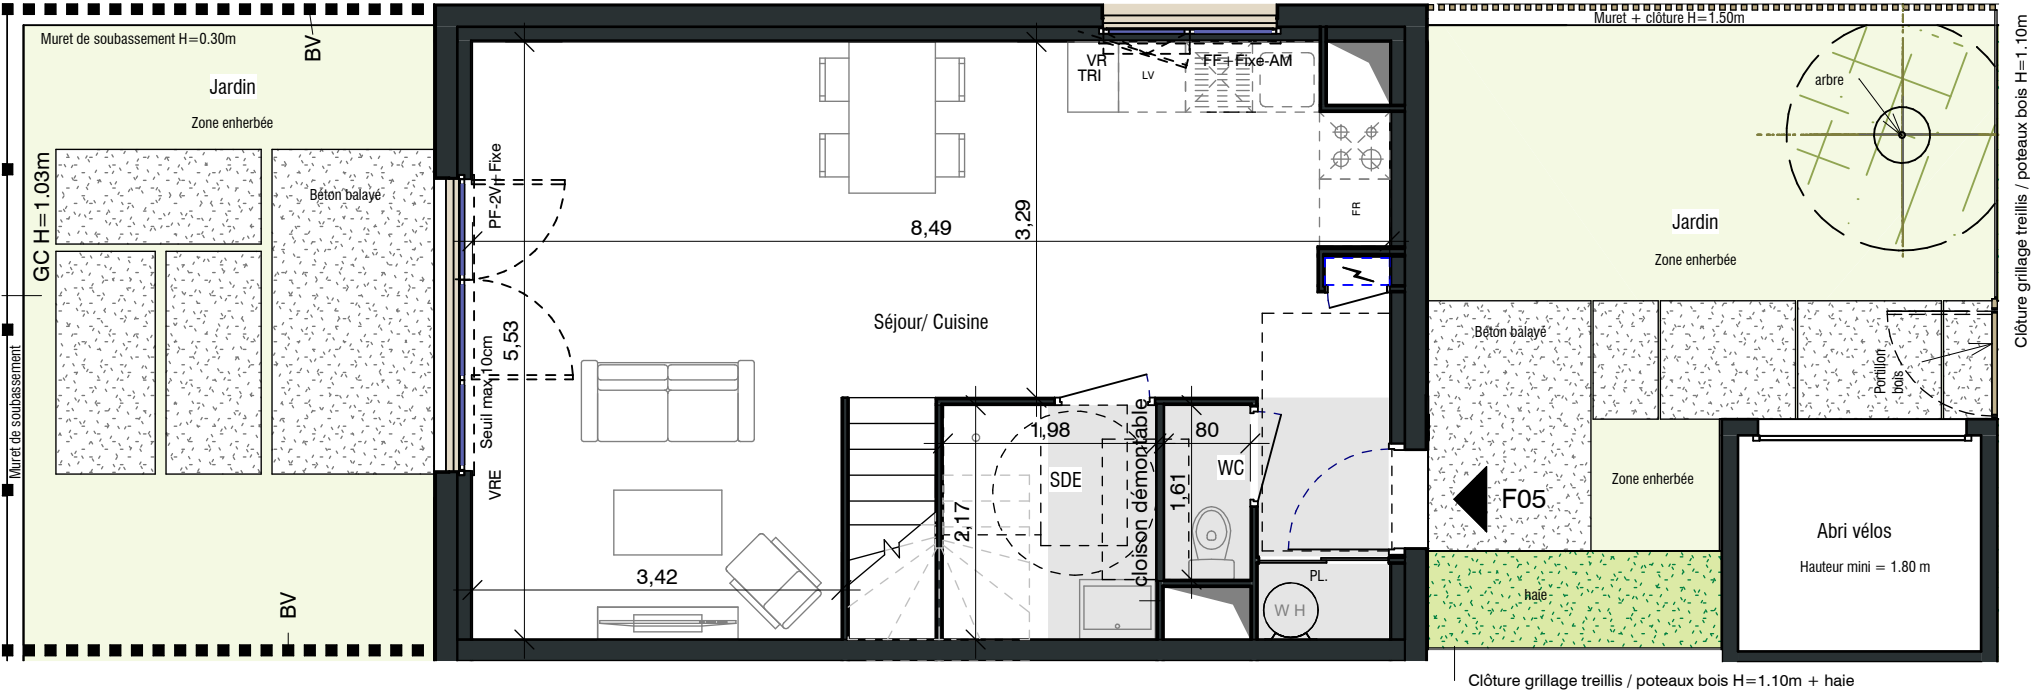 Muret de soubassement H=0.30m
BV
Jardin
Zone enherbée
GC H=1.03m
Béton balayé
Muret de soubassement
BV
PF-2V+Fixe
Seuil max 10cm
VRE
5,53
8,49
3,29
VR
TRI
LV
FF+Fixe-AM
FR
Séjour/ Cuisine
3,42
1,98
SDE
2,17
cloison démontable
80
WC
1,61
PL.
W H
Muret + clôture H=1.50m
arbre
Jardin
Zone enherbée
Béton balayé
Portillon
bois
F05
Zone enherbée
Abri vélos
Hauteur mini = 1.80 m
haie
Clôture grillage treillis / poteaux bois H=1.10m
Clôture grillage treillis / poteaux bois H=1.10m + haie